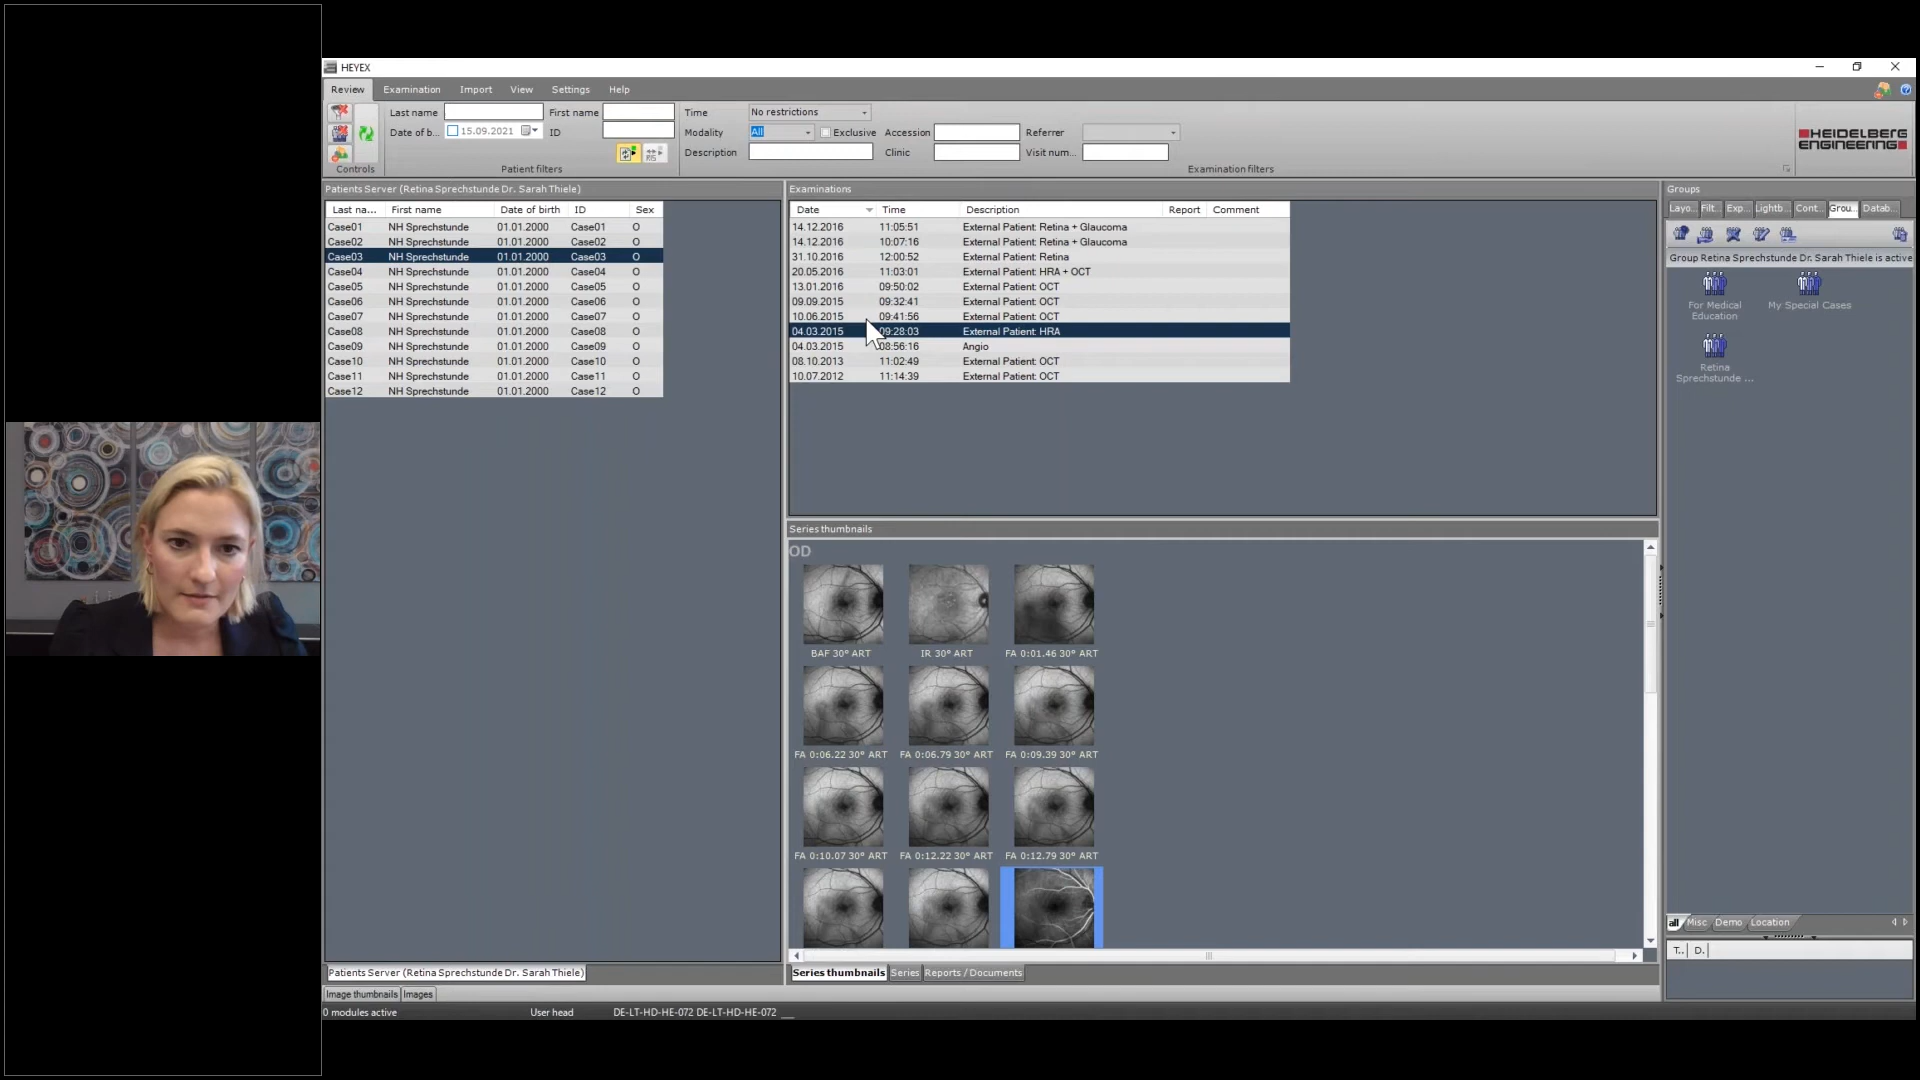 HEYEX
Review Examination Import View Settings Help
Last name First name Time No restrictions
Date of b... 15.09.2021 ID Modality All Exclusive Accession Referrer
Description Clinic Visit num...
Controls Patient filters Examination filters
HEIDELBERG
ENGINEERING
Patients Server (Retina Sprechstunde Dr. Sarah Thiele)
Last na... First name Date of birth ID Sex
Case01 NH Sprechstunde 01.01.2000 Case01 O
Case02 NH Sprechstunde 01.01.2000 Case02 O
Case03 NH Sprechstunde 01.01.2000 Case03 O
Case04 NH Sprechstunde 01.01.2000 Case04 O
Case05 NH Sprechstunde 01.01.2000 Case05 O
Case06 NH Sprechstunde 01.01.2000 Case06 O
Case07 NH Sprechstunde 01.01.2000 Case07 O
Case08 NH Sprechstunde 01.01.2000 Case08 O
Case09 NH Sprechstunde 01.01.2000 Case09 O
Case10 NH Sprechstunde 01.01.2000 Case10 O
Case11 NH Sprechstunde 01.01.2000 Case11 O
Case12 NH Sprechstunde 01.01.2000 Case12 O
Examinations
Date Time Description Report Comment
14.12.2016 11:05:51 External Patient: Retina + Glaucoma
14.12.2016 10:07:16 External Patient: Retina + Glaucoma
31.10.2016 12:00:52 External Patient: Retina
20.05.2016 11:03:01 External Patient: HRA + OCT
13.01.2016 09:50:02 External Patient: OCT
09.09.2015 09:32:41 External Patient: OCT
10.06.2015 09:41:56 External Patient: OCT
04.03.2015 09:28:03 External Patient: HRA
04.03.2015 08:56:16 Angio
08.10.2013 11:02:49 External Patient: OCT
10.07.2012 11:14:39 External Patient: OCT
Series thumbnails
OD
BAF 30° ART IR 30° ART FA 0:01.46 30° ART
FA 0:06.22 30° ART FA 0:06.79 30° ART FA 0:09.39 30° ART
FA 0:10.07 30° ART FA 0:12.22 30° ART FA 0:12.79 30° ART
Series thumbnails Series Reports / Documents
Groups
Layo... Filt... Exp... Lightb... Cont... Grou... Datab...
Group Retina Sprechstunde Dr. Sarah Thiele is active
For Medical
Education
My Special Cases
Retina
Sprechstunde ...
all Misc Demo Location
T.. D.
Patients Server (Retina Sprechstunde Dr. Sarah Thiele)
Image thumbnails Images
0 modules active User head DE-LT-HD-HE-072 DE-LT-HD-HE-072